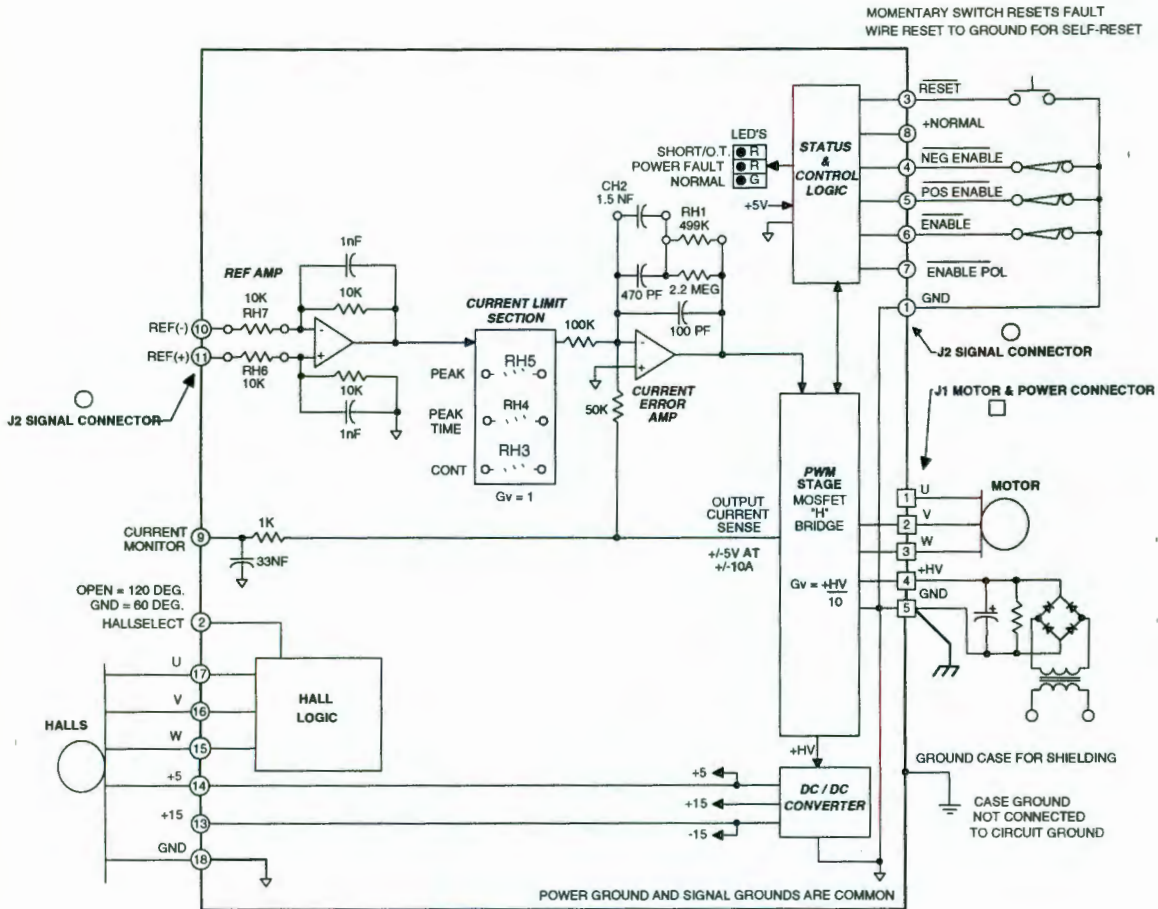 MOMENTARY SWITCH RESETS FAULT
WIRE RESET TO GROUND FOR SELF-RESET
3
RESET
8
+NORMAL
4
NEG ENABLE
5
POS ENABLE
6
ENABLE
7
ENABLE POL
1
GND
STATUS
&
CONTROL
LOGIC
LED'S
SHORT/O.T.
R
POWER FAULT
R
NORMAL
G
+5V
CH2
1.5 NF
RH1
499K
470 PF
2.2 MEG
100 PF
1nF
REF AMP
10K
RH7
10K
REF(-)
10
REF(+)
11
RH6
10K
-
+
10K
1nF
J2 SIGNAL CONNECTOR
CURRENT LIMIT
SECTION
PEAK
RH5
PEAK
TIME
RH4
CONT
RH3
Gv = 1
100K
-
+
50K
CURRENT
ERROR
AMP
J2 SIGNAL CONNECTOR
J1 MOTOR & POWER CONNECTOR
PWM
STAGE
MOSFET
"H"
BRIDGE
Gv = +HV
10
OUTPUT
CURRENT
SENSE
+/-5V AT
+/-10A
1
U
2
V
3
W
MOTOR
4
+HV
5
GND
+
CURRENT
MONITOR
9
1K
33NF
OPEN = 120 DEG.
GND = 60 DEG.
HALLSELECT
2
HALLS
U
17
V
16
W
15
+5
14
+15
13
GND
18
HALL
LOGIC
+HV
+5
+15
-15
DC / DC
CONVERTER
GROUND CASE FOR SHIELDING
CASE GROUND
NOT CONNECTED
TO CIRCUIT GROUND
POWER GROUND AND SIGNAL GROUNDS ARE COMMON